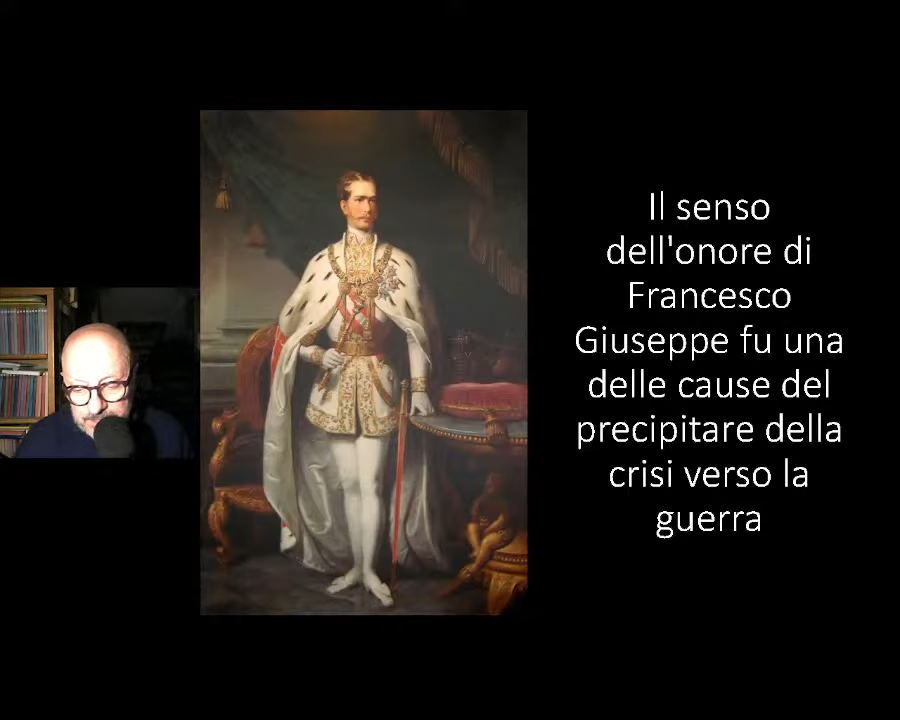 Il senso
dell'onore di
Francesco
Giuseppe fu una
delle cause del
precipitare della
crisi verso la
guerra